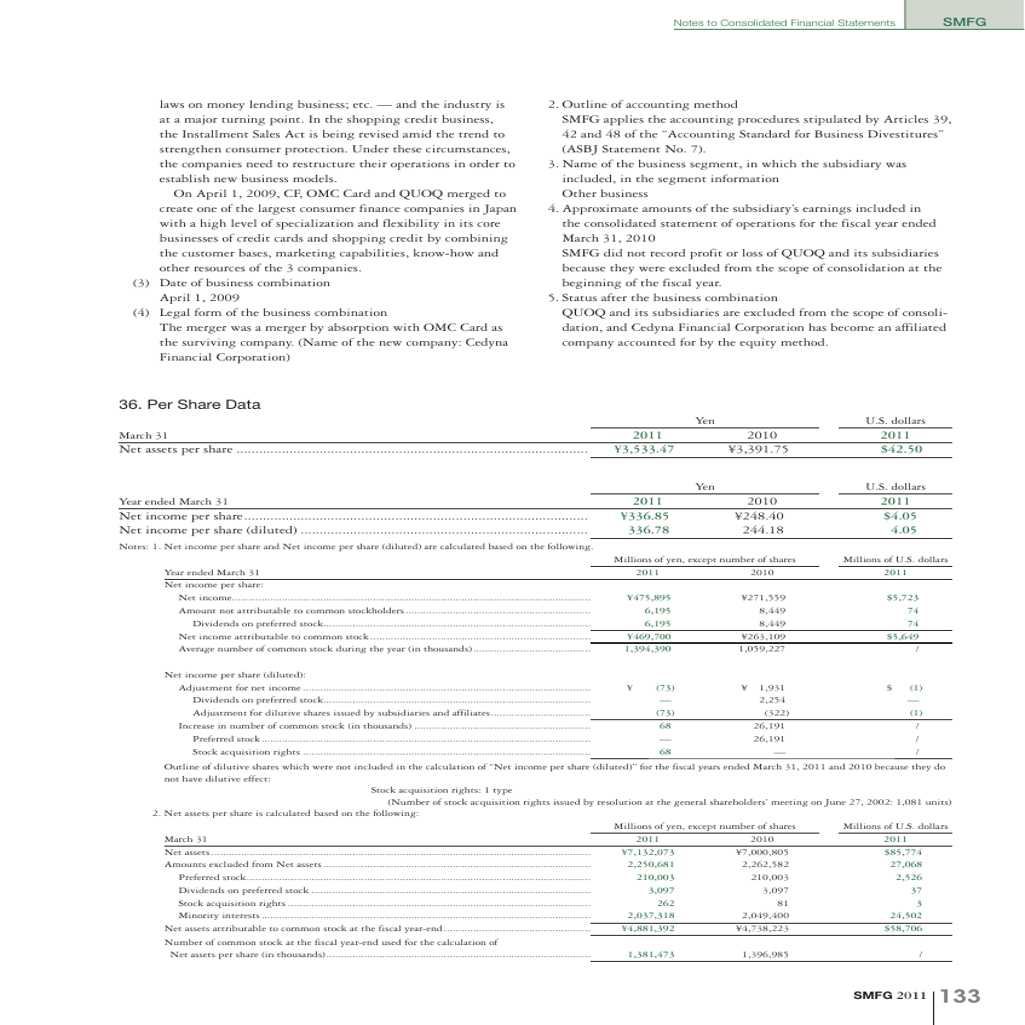 Notes to Consolidated Financial Statements
SMFG
laws on money lending business; etc. — and the industry is
at a major turning point. In the shopping credit business,
the Installment Sales Act is being revised amid the trend to
strengthen consumer protection. Under these circumstances,
the companies need to restructure their operations in order to
establish new business models.
On April 1, 2009, CF, OMC Card and QUOQ merged to
create one of the largest consumer finance companies in Japan
with a high level of specialization and flexibility in its core
businesses of credit cards and shopping credit by combining
the customer bases, marketing capabilities, know-how and
other resources of the 3 companies.
(3) Date of business combination
April 1, 2009
(4) Legal form of the business combination
The merger was a merger by absorption with OMC Card as
the surviving company. (Name of the new company: Cedyna
Financial Corporation)
2. Outline of accounting method
SMFG applies the accounting procedures stipulated by Articles 39,
42 and 48 of the “Accounting Standard for Business Divestitures”
(ASBJ Statement No. 7).
3. Name of the business segment, in which the subsidiary was
included, in the segment information
Other business
4. Approximate amounts of the subsidiary’s earnings included in
the consolidated statement of operations for the fiscal year ended
March 31, 2010
SMFG did not record profit or loss of QUOQ and its subsidiaries
because they were excluded from the scope of consolidation at the
beginning of the fiscal year.
5. Status after the business combination
QUOQ and its subsidiaries are excluded from the scope of consoli-
dation, and Cedyna Financial Corporation has become an affiliated
company accounted for by the equity method.
36. Per Share Data
Yen U.S. dollars
March 31 2011 2010 2011
Net assets per share ¥3,533.47 ¥3,391.75 $42.50
Yen U.S. dollars
Year ended March 31 2011 2010 2011
Net income per share ¥336.85 ¥248.40 $4.05
Net income per share (diluted) 336.78 244.18 4.05
Notes: 1. Net income per share and Net income per share (diluted) are calculated based on the following.
Millions of yen, except number of shares Millions of U.S. dollars
Year ended March 31 2011 2010 2011
Net income per share:
Net income ¥475,895 ¥271,559 $5,723
Amount not attributable to common stockholders 6,195 8,449 74
Dividends on preferred stock 6,195 8,449 74
Net income attributable to common stock ¥469,700 ¥263,109 $5,649
Average number of common stock during the year (in thousands) 1,394,390 1,059,227 /
Net income per share (diluted):
Adjustment for net income ¥ (73) ¥ 1,931 $ (1)
Dividends on preferred stock — 2,254 —
Adjustment for dilutive shares issued by subsidiaries and affiliates (73) (322) (1)
Increase in number of common stock (in thousands) 68 26,191 /
Preferred stock — 26,191 /
Stock acquisition rights 68 — /
Outline of dilutive shares which were not included in the calculation of “Net income per share (diluted)” for the fiscal years ended March 31, 2011 and 2010 because they do
not have dilutive effect:
Stock acquisition rights: 1 type
(Number of stock acquisition rights issued by resolution at the general shareholders’ meeting on June 27, 2002: 1,081 units)
2. Net assets per share is calculated based on the following:
Millions of yen, except number of shares Millions of U.S. dollars
March 31 2011 2010 2011
Net assets ¥7,132,073 ¥7,000,805 $85,774
Amounts excluded from Net assets 2,250,681 2,262,582 27,068
Preferred stock 210,003 210,003 2,526
Dividends on preferred stock 3,097 3,097 37
Stock acquisition rights 262 81 3
Minority interests 2,037,318 2,049,400 24,502
Net assets attributable to common stock at the fiscal year-end ¥4,881,392 ¥4,738,223 $58,706
Number of common stock at the fiscal year-end used for the calculation of
Net assets per share (in thousands) 1,381,473 1,396,985 /
SMFG 2011 133